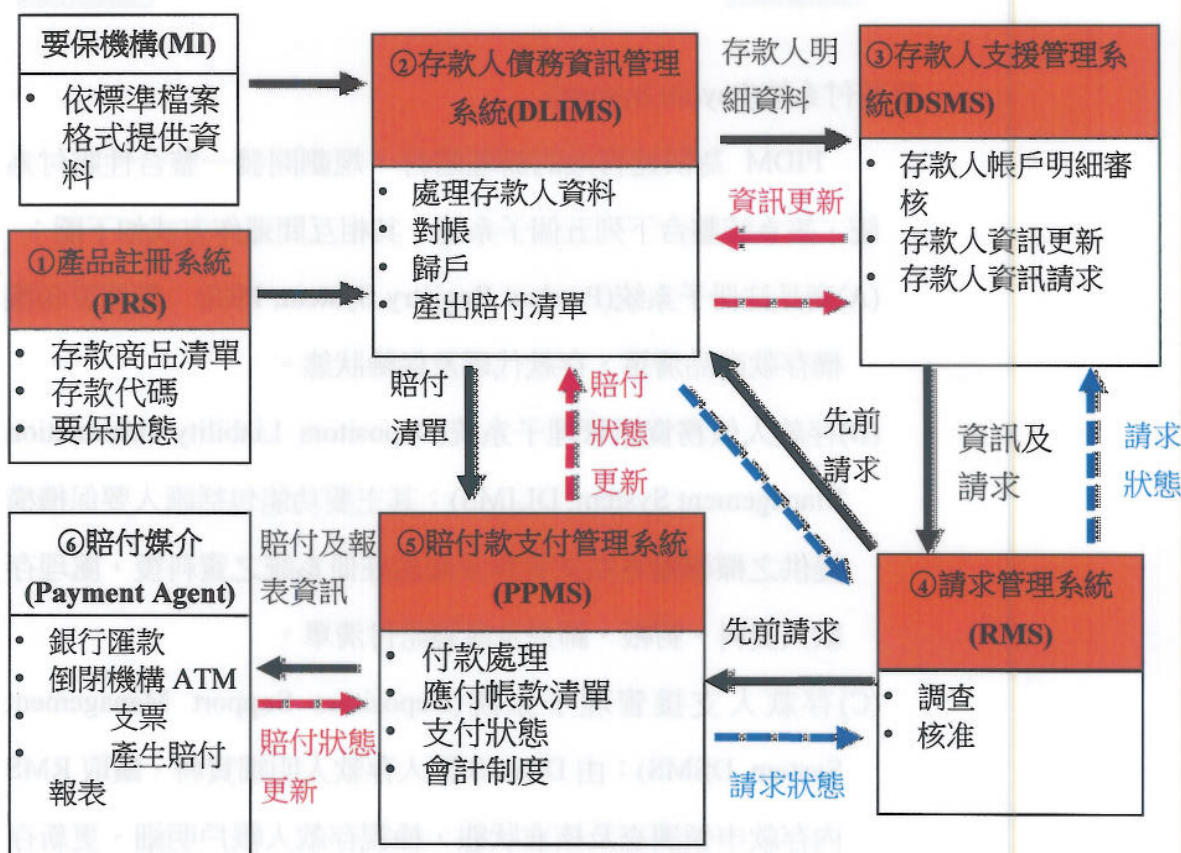 要保機構(MI)
• 依標準檔案
格式提供資
料
①產品註冊系統
(PRS)
• 存款商品清單
• 存款代碼
• 要保狀態
②存款人債務資訊管理
系統(DLIMS)
• 處理存款人資料
• 對帳
• 歸戶
• 產出賠付清單
存款人明
細資料
資訊更新
③存款人支援管理系
統(DSMS)
• 存款人帳戶明細審
核
• 存款人資訊更新
• 存款人資訊請求
賠付
清單
賠付
狀態
更新
先前
請求
資訊及
請求
請求
狀態
⑥賠付媒介
(Payment Agent)
• 銀行匯款
• 倒閉機構 ATM
• 支票
• 產生賠付
報表
賠付及報
表資訊
賠付狀態
更新
⑤賠付款支付管理系統
(PPMS)
• 付款處理
• 應付帳款清單
• 支付狀態
• 會計制度
先前請求
請求狀態
④請求管理系統
(RMS)
• 調查
• 核准